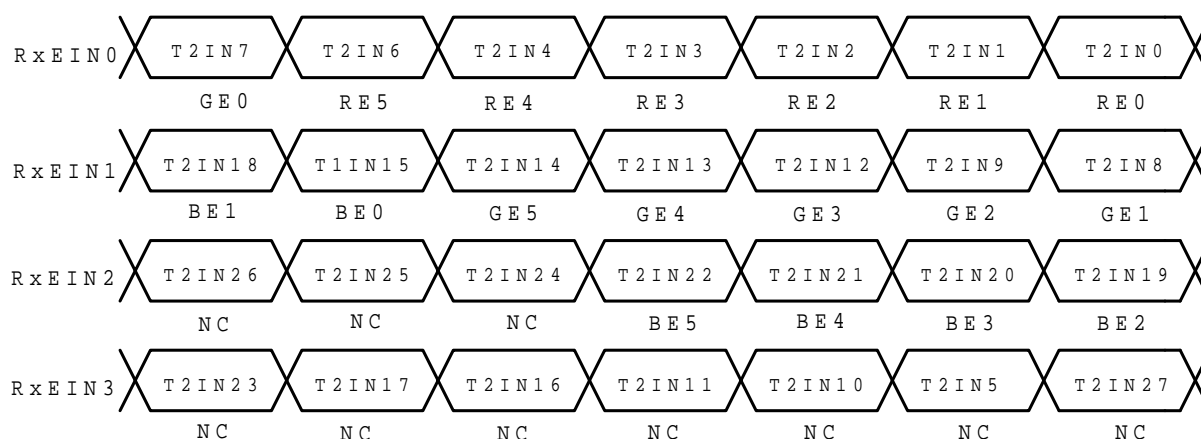 RxEIN0 T2IN7 T2IN6 T2IN4 T2IN3 T2IN2 T2IN1 T2IN0
GE0 RE5 RE4 RE3 RE2 RE1 RE0
RxEIN1 T2IN18 T1IN15 T2IN14 T2IN13 T2IN12 T2IN9 T2IN8
BE1 BE0 GE5 GE4 GE3 GE2 GE1
RxEIN2 T2IN26 T2IN25 T2IN24 T2IN22 T2IN21 T2IN20 T2IN19
NC NC NC BE5 BE4 BE3 BE2
RxEIN3 T2IN23 T2IN17 T2IN16 T2IN11 T2IN10 T2IN5 T2IN27
NC NC NC NC NC NC NC